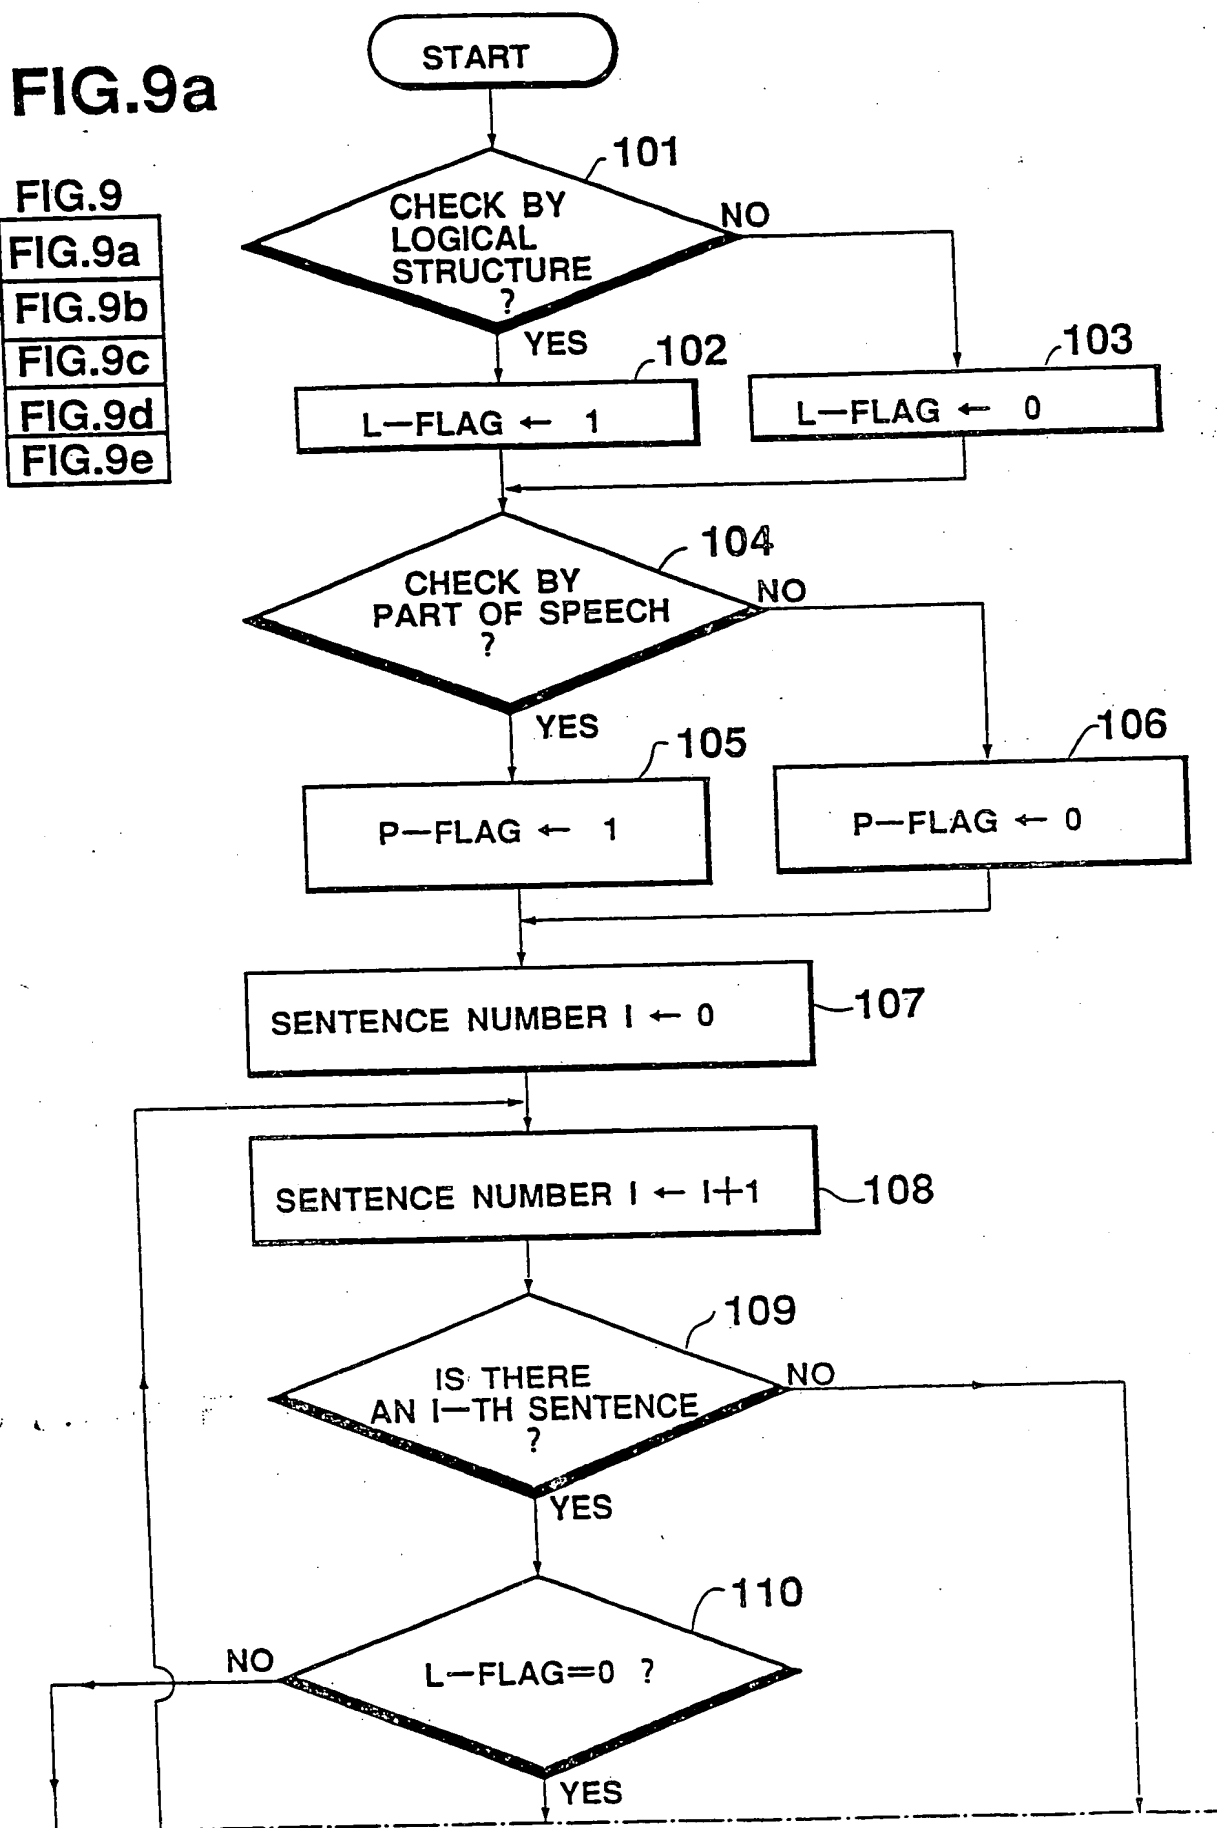 START
FIG.9a
FIG.9
FIG.9a
FIG.9b
FIG.9c
FIG.9d
FIG.9e
101
CHECK BY
LOGICAL
STRUCTURE
?
NO
YES
102
L—FLAG ← 1
103
L—FLAG ← 0
104
CHECK BY
PART OF SPEECH
?
NO
YES
105
P—FLAG ← 1
106
P—FLAG ← 0
SENTENCE NUMBER I ← 0
107
SENTENCE NUMBER I ← I+1
108
109
IS THERE
AN I—TH SENTENCE
?
NO
YES
110
L—FLAG=0 ?
NO
YES